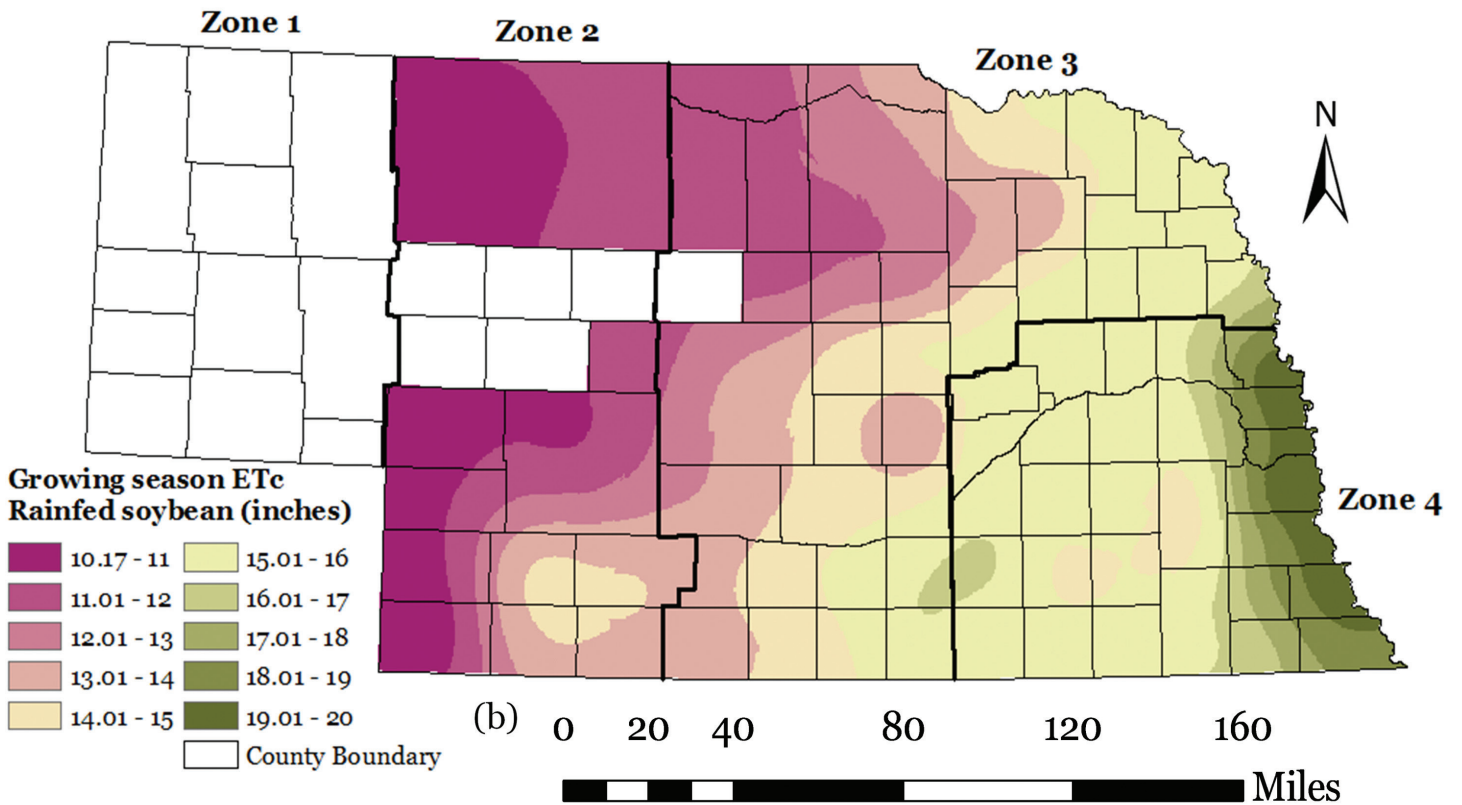 Zone 1
Zone 2
Zone 3
N
Zone 4
Growing season ETc
Rainfed soybean (inches)
10.17 - 11
11.01 - 12
12.01 - 13
13.01 - 14
14.01 - 15
15.01 - 16
16.01 - 17
17.01 - 18
18.01 - 19
19.01 - 20
County Boundary
(b)
0 20 40 80 120 160
Miles